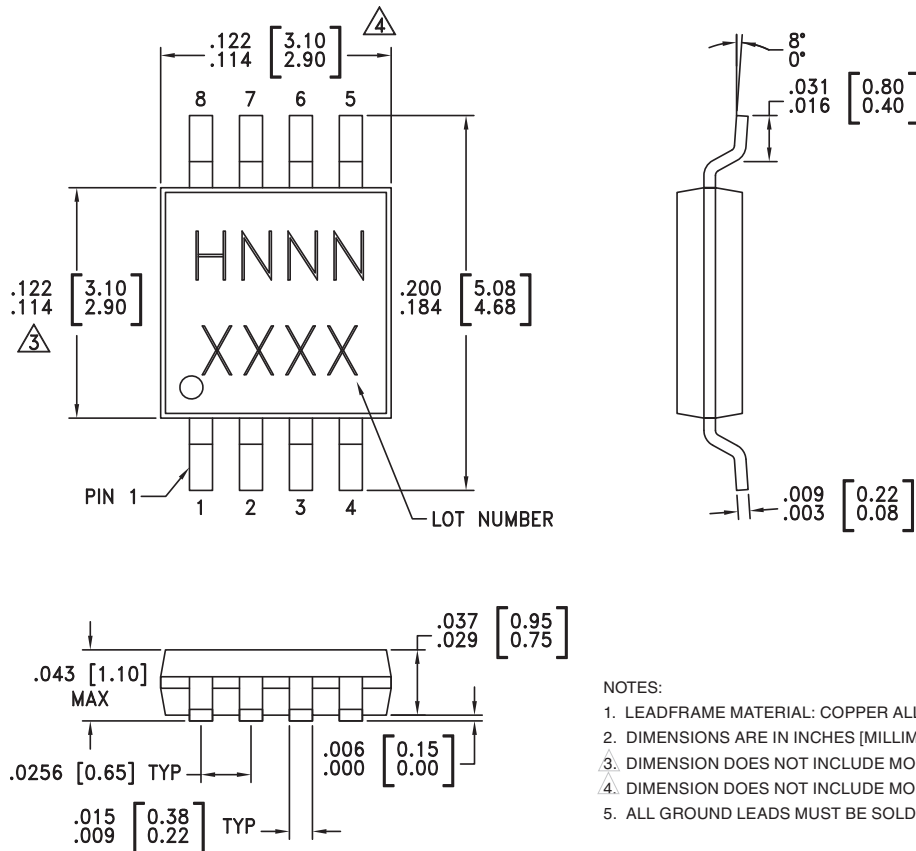 .122 [3.10]
.114 [2.90]
4
8 7 6 5
HNNN
XXXX
.122 [3.10]
.114 [2.90]
3
.200 [5.08]
.184 [4.68]
PIN 1
1 2 3 4
LOT NUMBER
8°
0°
.031 [0.80]
.016 [0.40]
.009 [0.22]
.003 [0.08]
.037 [0.95]
.029 [0.75]
.043 [1.10]
MAX
.006 [0.15]
.000 [0.00]
.0256 [0.65] TYP
.015 [0.38]
.009 [0.22] TYP
NOTES:
1. LEADFRAME MATERIAL: COPPER
2. DIMENSIONS ARE IN INCHES
3. DIMENSION DOES NOT INCLUDE
4. DIMENSION DOES NOT INCLUDE
5. ALL GROUND LEADS MUST BE